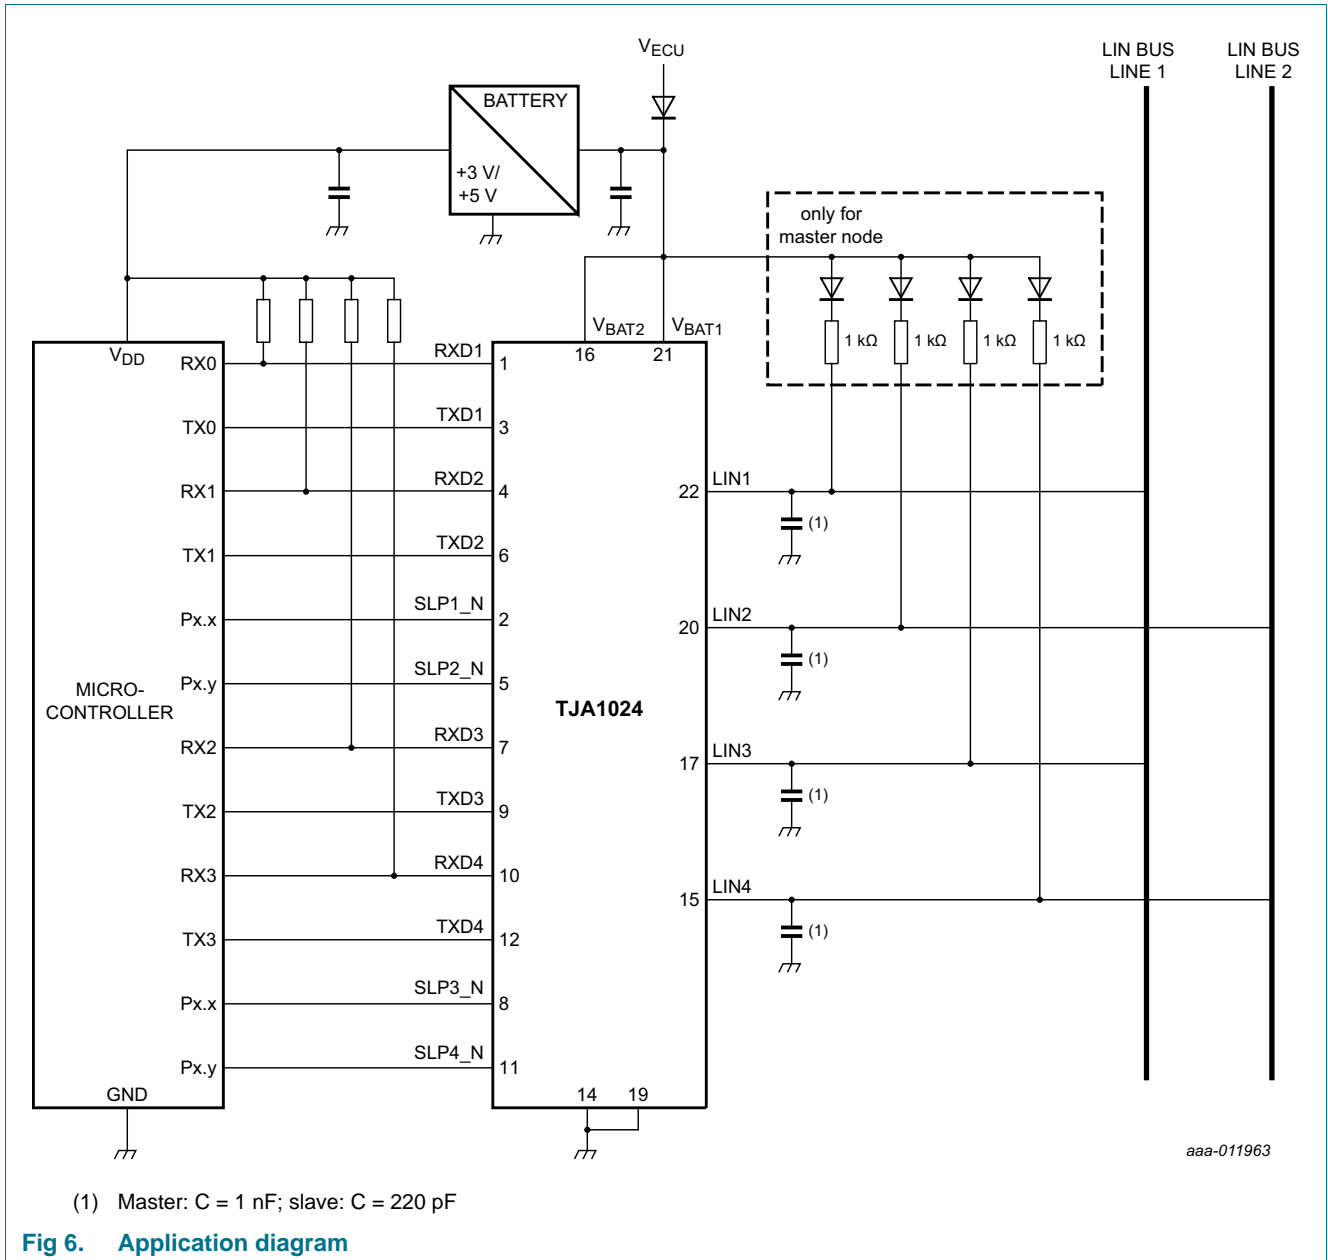 VECU
LIN BUS
LINE 1
LIN BUS
LINE 2
BATTERY
+3 V/
+5 V
only for
master node
VBAT2
VBAT1
1 kΩ
1 kΩ
1 kΩ
1 kΩ
VDD
16
21
RX0
RXD1
1
TX0
TXD1
3
RX1
RXD2
4
LIN1
22
(1)
TX1
TXD2
6
Px.x
SLP1_N
2
LIN2
20
(1)
Px.y
SLP2_N
5
MICRO-
CONTROLLER
TJA1024
RX2
RXD3
7
LIN3
17
(1)
TX2
TXD3
9
RX3
RXD4
10
LIN4
15
(1)
TX3
TXD4
12
Px.x
SLP3_N
8
Px.y
SLP4_N
11
GND
14
19
aaa-011963
(1) Master: C = 1 nF; slave: C = 220 pF
Fig 6. Application diagram